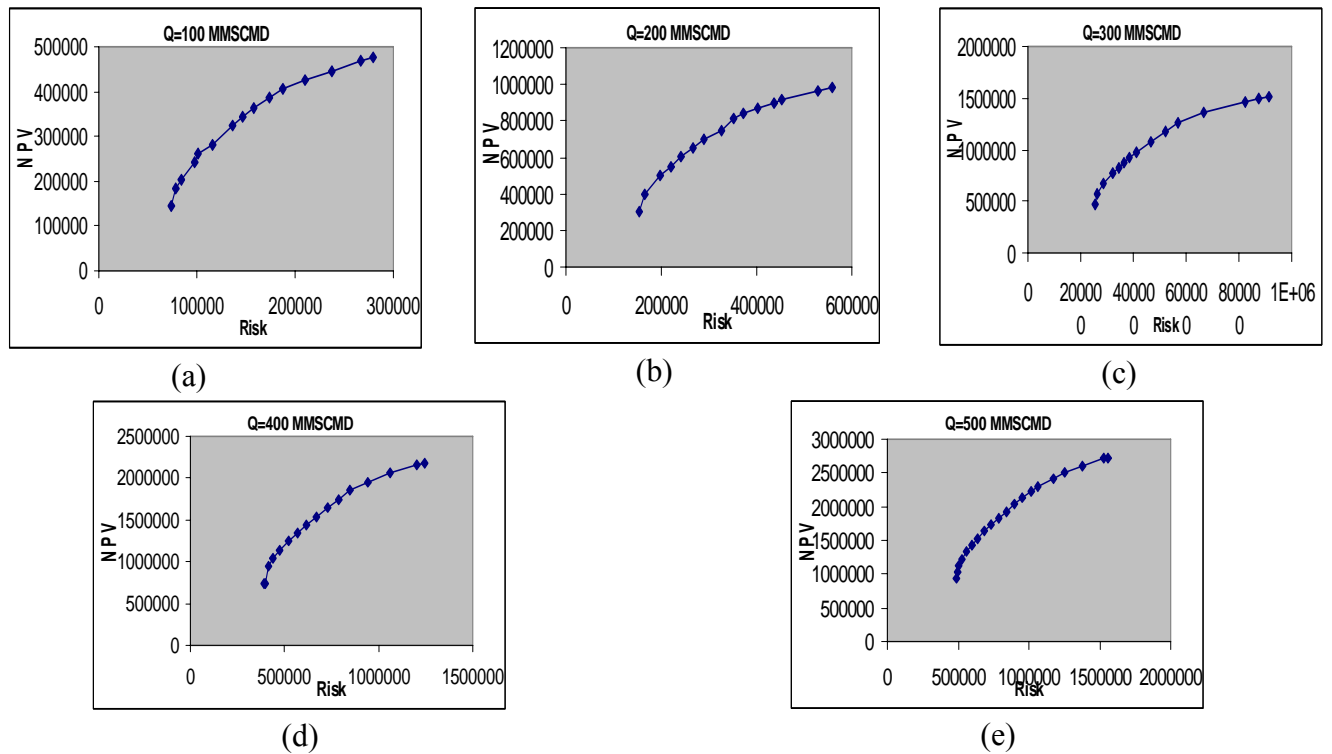 Q=100 MMSCMD
500000
400000
300000
200000
100000
0
N P V
0 100000 200000 300000
Risk
(a)
Q=200 MMSCMD
1200000
1000000
800000
600000
400000
200000
0
N P V
0 200000 400000 600000
Risk
(b)
Q=300 MMSCMD
2000000
1500000
1000000
500000
0
N P V
0 20000 40000 60000 80000 1E+06
0 0 Risk 0 0
(c)
Q=400 MMSCMD
2500000
2000000
1500000
1000000
500000
0
N P V
0 500000 1000000 1500000
Risk
(d)
Q=500 MMSCMD
3000000
2500000
2000000
1500000
1000000
500000
0
N P V
0 500000 1000000 1500000 2000000
Risk
(e)